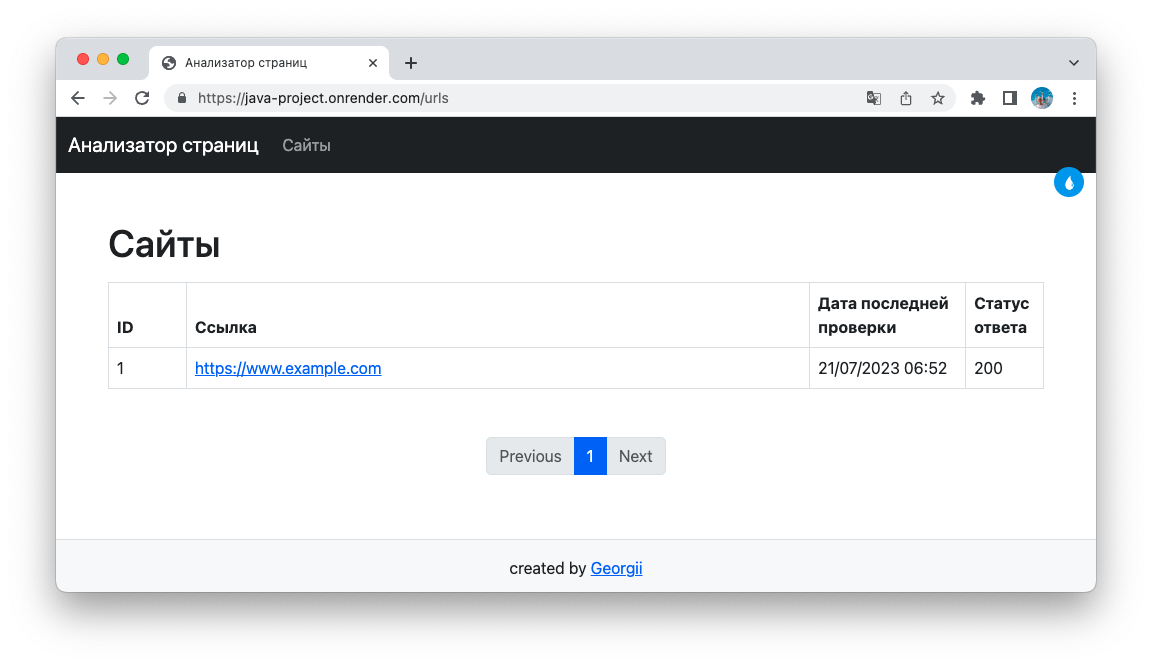 Анализатор страниц
https://java-project.onrender.com/urls
Анализатор страниц Сайты
Сайты
ID Ссылка Дата последней проверки Статус ответа
1 https://www.example.com 21/07/2023 06:52 200
Previous 1 Next
created by Georgii